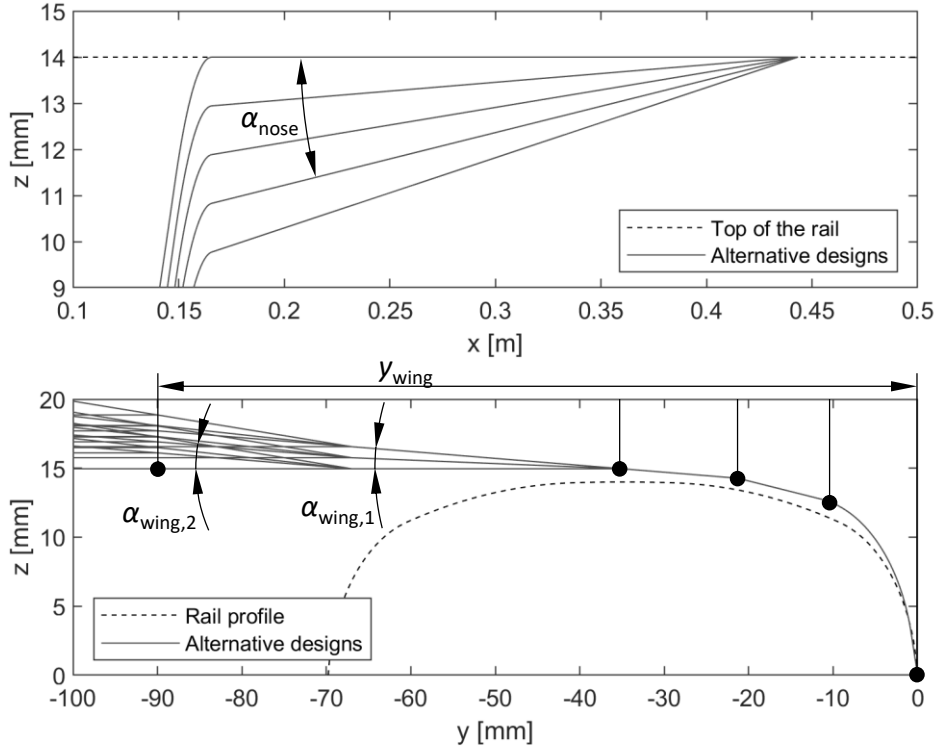 15
14
13
12
11
10
9
z [mm]
α_nose
Top of the rail
Alternative designs
0.1 0.15 0.2 0.25 0.3 0.35 0.4 0.45 0.5
x [m]
y_wing
20
15
10
5
0
z [mm]
α_wing,2
α_wing,1
Rail profile
Alternative designs
-100 -90 -80 -70 -60 -50 -40 -30 -20 -10 0
y [mm]